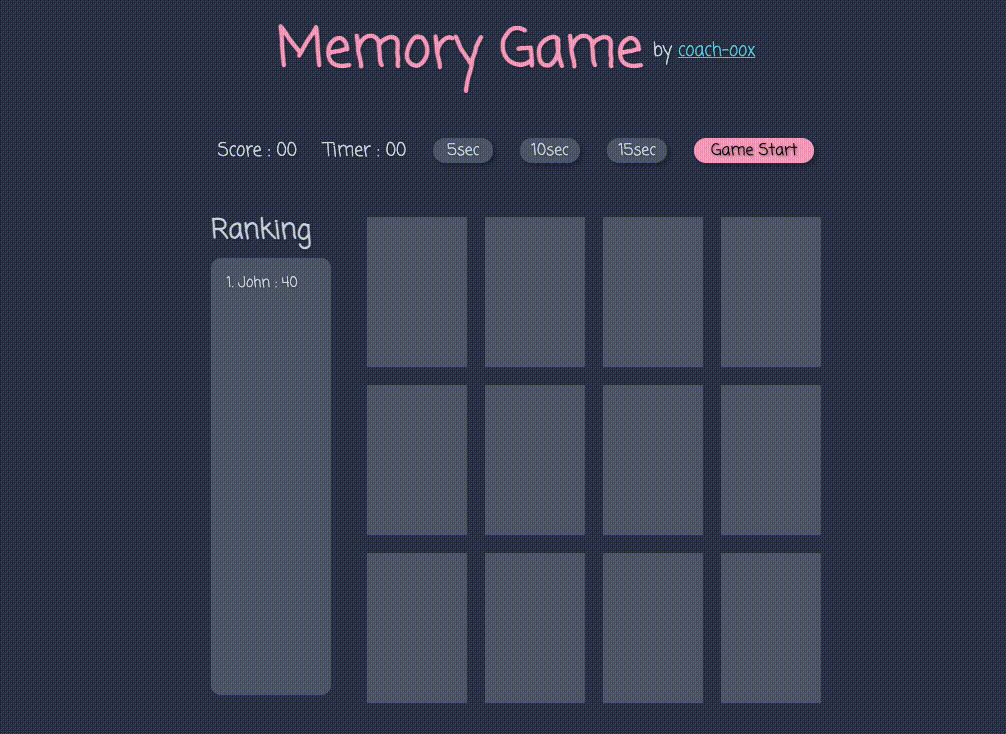 Memory Game by coach-oox
Score : 00 Timer : 00 5sec 10sec 15sec Game Start
Ranking
1. John : 40